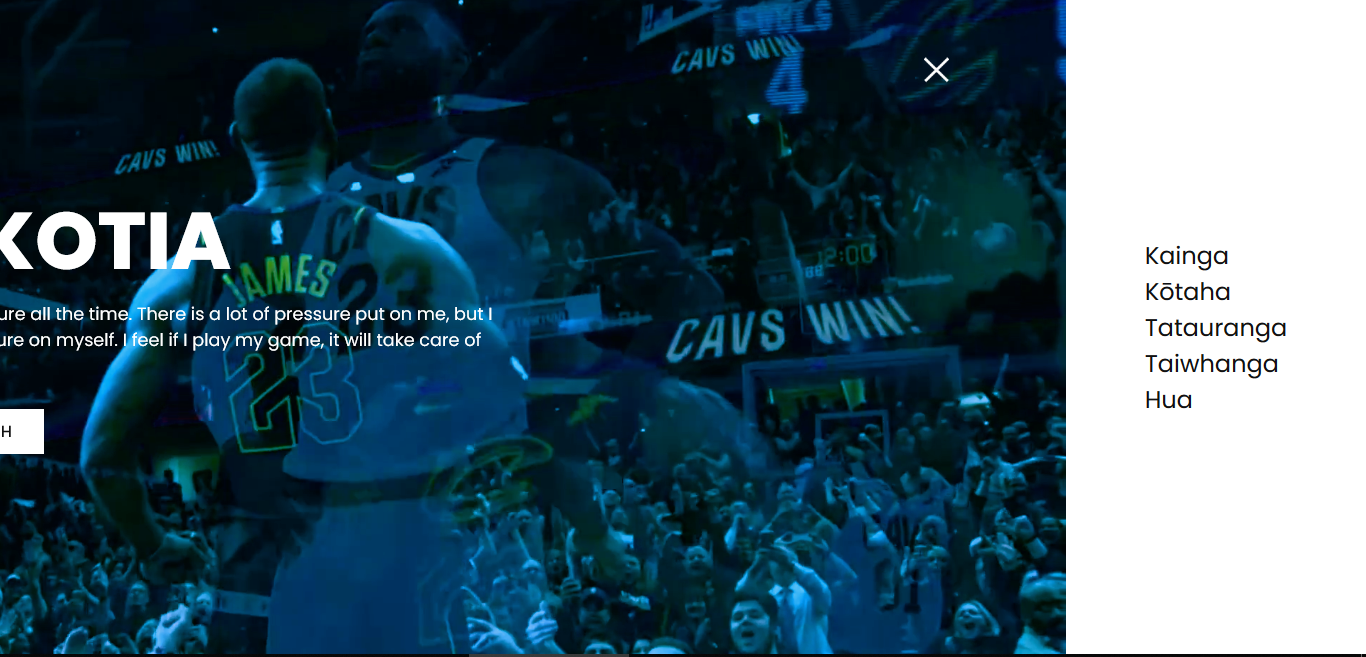 CAVS WIN!
4
CAVS WIN!
CAVS
23
KOTIA
JAMES
23
12:00
ure all the time. There is a lot of pressure put on me, but I
ure on myself. I feel if I play my game, it will take care of
CAVS WIN!
H
Kainga
Kōtaha
Tatauranga
Taiwhanga
Hua